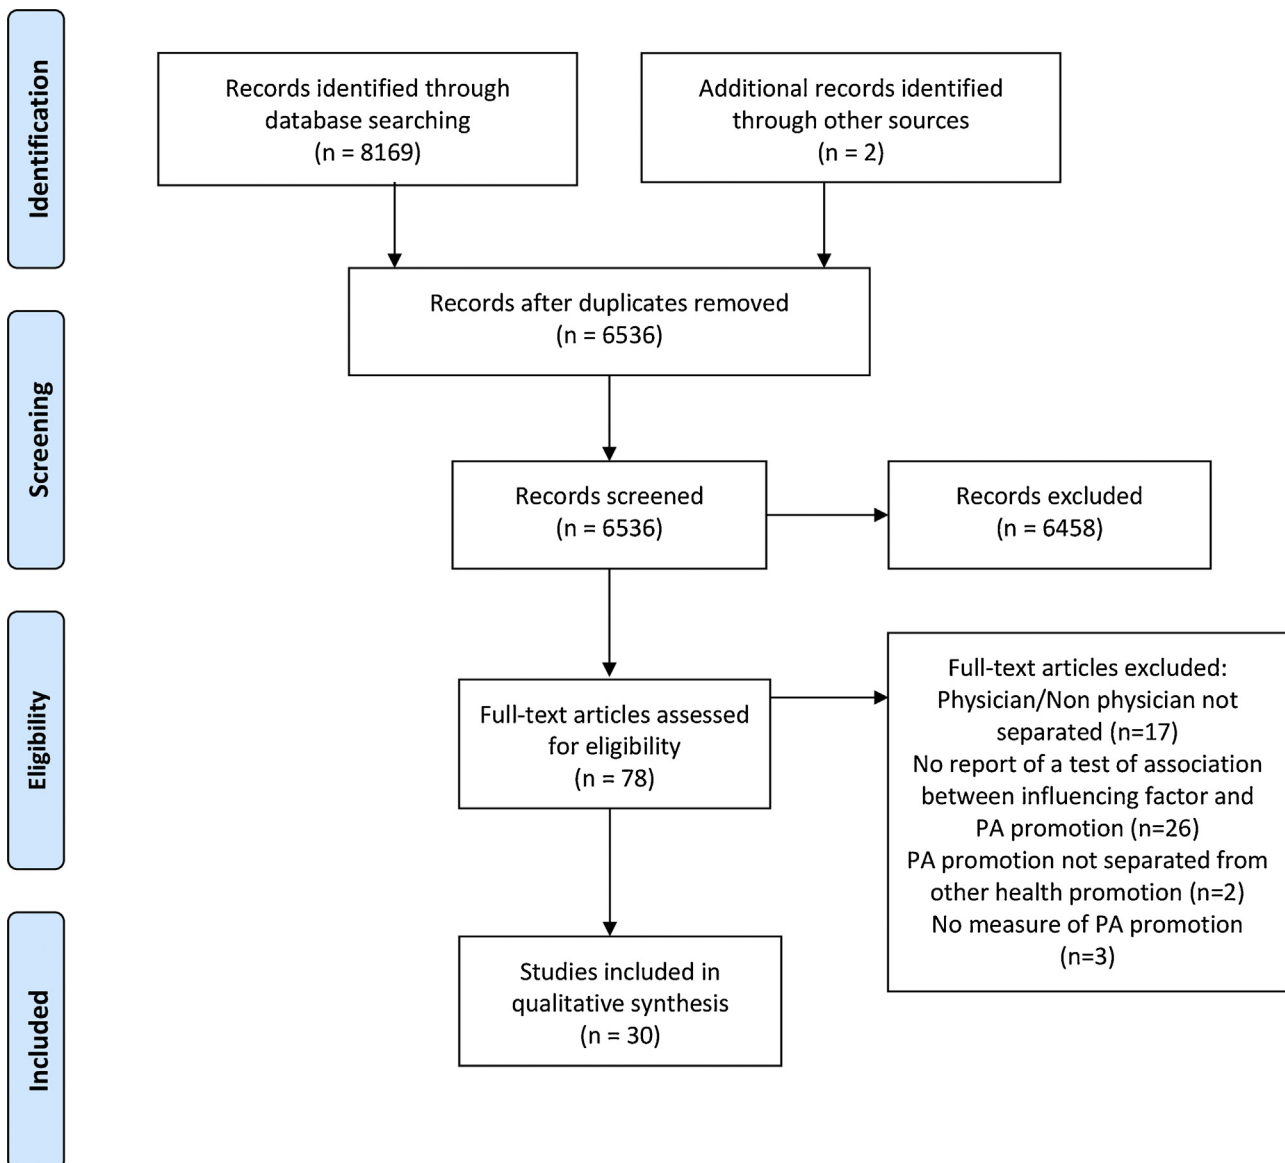 Identification
Records identified through
database searching
(n = 8169)
Additional records identified
through other sources
(n = 2)
Records after duplicates removed
(n = 6536)
Screening
Records screened
(n = 6536)
Records excluded
(n = 6458)
Eligibility
Full-text articles assessed
for eligibility
(n = 78)
Full-text articles excluded:
Physician/Non physician not
separated (n=17)
No report of a test of association
between influencing factor and
PA promotion (n=26)
PA promotion not separated from
other health promotion (n=2)
No measure of PA promotion
(n=3)
Included
Studies included in
qualitative synthesis
(n = 30)